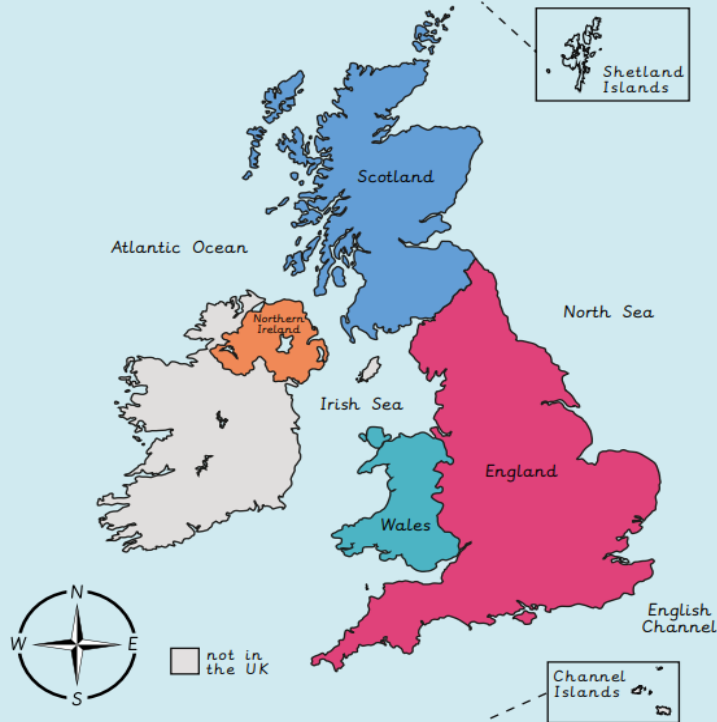 Shetland
Islands
Scotland
Atlantic Ocean
Northern
Ireland
North Sea
Irish Sea
England
Wales
N
W
E
S
not in
the UK
English
Channel
Channel
Islands